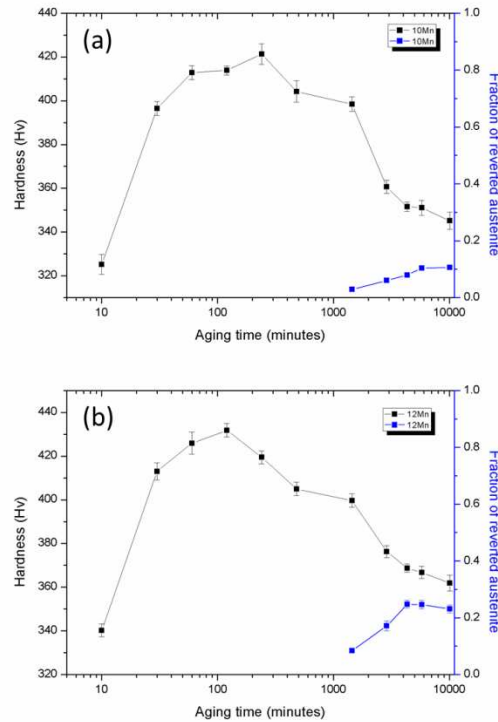 (a)
10Mn
10Mn
440
420
400
380
360
340
320
1.0
0.8
0.6
0.4
0.2
0.0
10
100
1000
10000
Hardness (Hv)
Fraction of reverted austenite
Aging time (minutes)
(b)
12Mn
12Mn
440
420
400
380
360
340
320
1.0
0.8
0.6
0.4
0.2
0.0
10
100
1000
10000
Hardness (Hv)
Fraction of reverted austenite
Aging time (minutes)